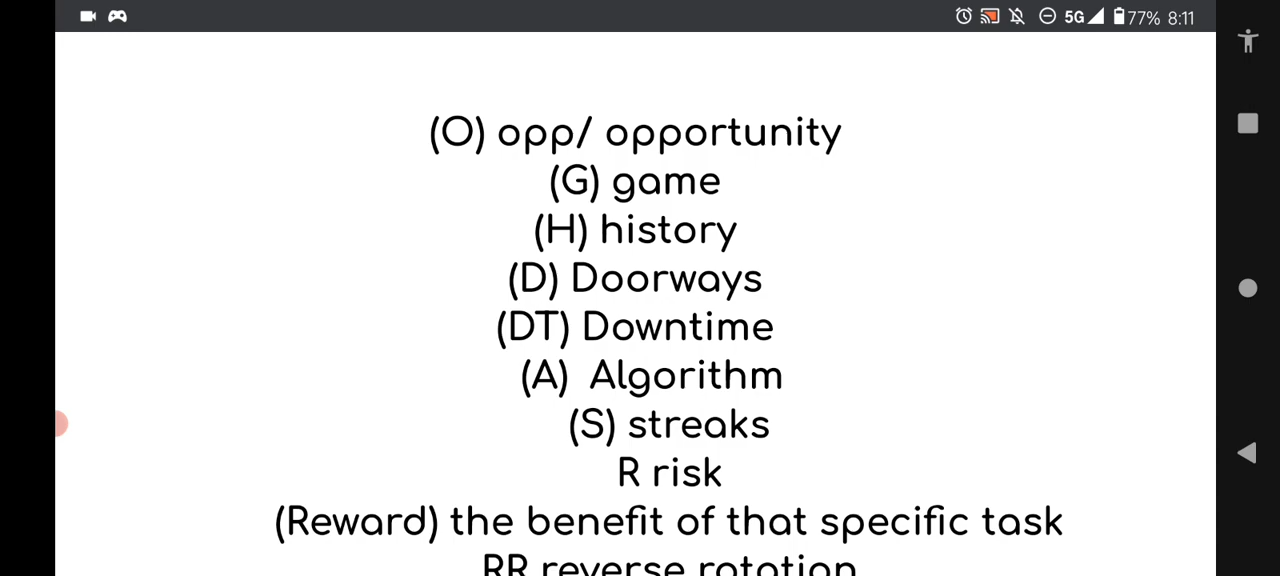 5G 77% 8:11
(O) opp/ opportunity
(G) game
(H) history
(D) Doorways
(DT) Downtime
(A) Algorithm
(S) streaks
R risk
(Reward) the benefit of that specific task
RR reverse rotation